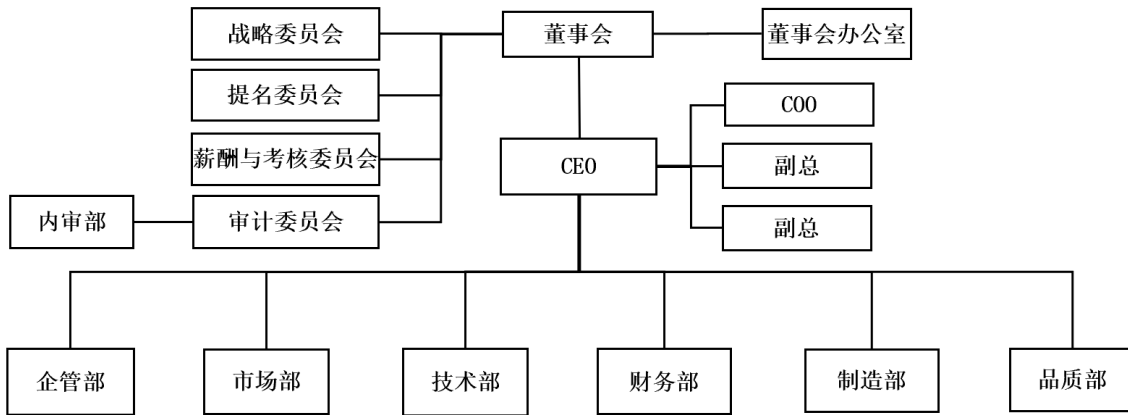 战略委员会
董事会
董事会办公室
提名委员会
COO
薪酬与考核委员会
CEO
副总
内审部
审计委员会
副总
企管部
市场部
技术部
财务部
制造部
品质部